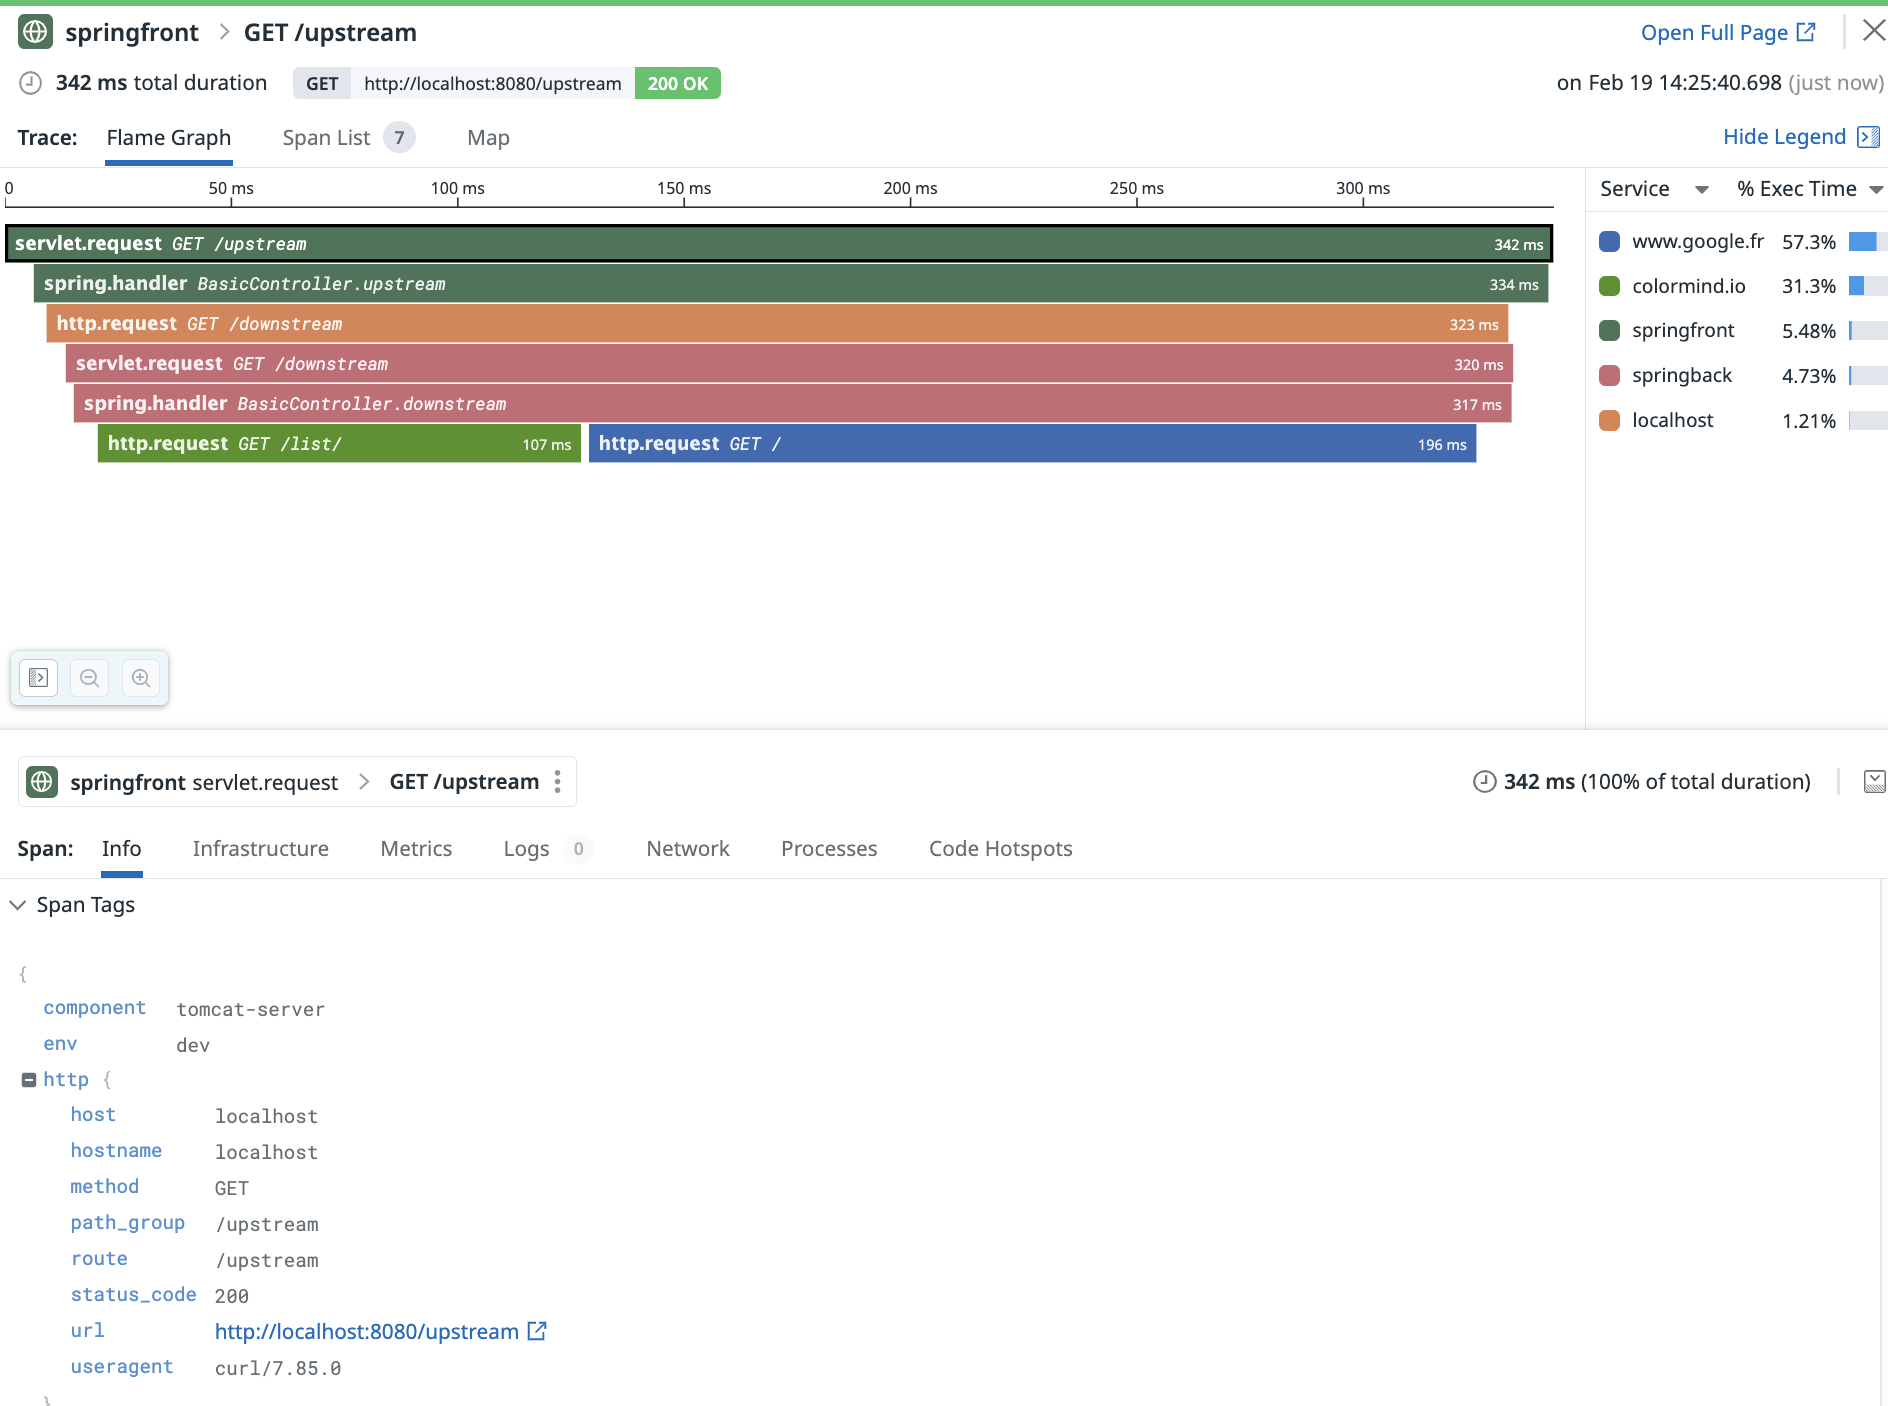 springfront > GET /upstream Open Full Page
342 ms total duration GET http://localhost:8080/upstream 200 OK on Feb 19 14:25:40.698 (just now)
Trace: Flame Graph Span List 7 Map Hide Legend
0 50 ms 100 ms 150 ms 200 ms 250 ms 300 ms Service % Exec Time
servlet.request GET /upstream 342 ms
spring.handler BasicController.upstream 334 ms
http.request GET /downstream 323 ms
servlet.request GET /downstream 320 ms
spring.handler BasicController.downstream 317 ms
http.request GET /list/ 107 ms http.request GET / 196 ms
www.google.fr 57.3%
colormind.io 31.3%
springfront 5.48%
springback 4.73%
localhost 1.21%
springfront servlet.request > GET /upstream 342 ms (100% of total duration)
Span: Info Infrastructure Metrics Logs 0 Network Processes Code Hotspots
Span Tags
{
component tomcat-server
env dev
http {
host localhost
hostname localhost
method GET
path_group /upstream
route /upstream
status_code 200
url http://localhost:8080/upstream
useragent curl/7.85.0
}